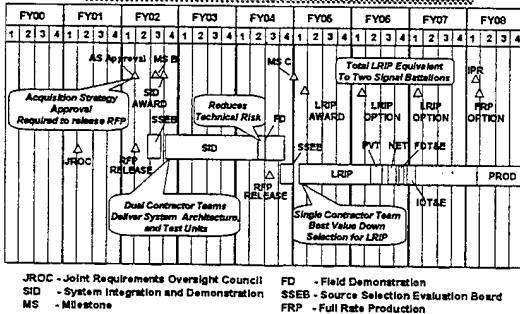 FY00 FY01 FY02 FY03 FY04 FY05 FY06 FY07 FY08
1 2 3 4 1 2 3 4 1 2 3 4 1 2 3 4 1 2 3 4 1 2 3 4 1 2 3 4 1 2 3 4 1 2 3 4
AS Approval
MS B
MS C
Total LRIP Equivalent
To Two Signal Battalions
IPR
Acquisition Strategy
Approval
Required to release RFP
SID
AWARD
Reduces
Technical Risk
LRIP
AWARD
LRIP
OPTION
LRIP
OPTION
FRP
OPTION
SSEB
FD
SSEB
JROC
RFP
RELEASE
SID
PVT
NET
FDT&E
RFP
RELEASE
LRIP
PROD
IOT&E
Dual Contractor Teams
Deliver System Architecture,
and Test Units
Single Contractor Team
Best Value Down
Selection for LRIP
JROC - Joint Requirements Oversight Council
SID - System Integration and Demonstration
MS - Milestone
FD - Field Demonstration
SSEB - Source Selection Evaluation Board
FRP - Full Rate Production